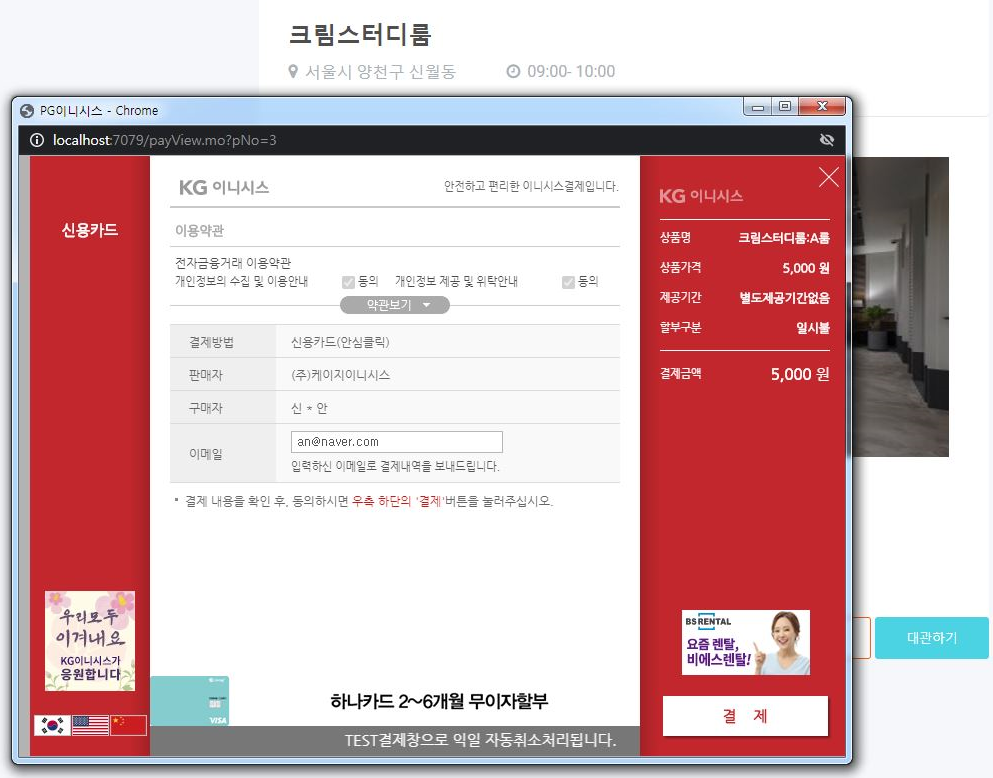 크림스터디룸
서울시 양천구 신월동 09:00- 10:00
PG이니시스 - Chrome
localhost:7079/payView.mo?pNo=3
신용카드
KG 이니시스
안전하고 편리한 이니시스결제입니다.
이용약관
전자금융거래 이용약관
개인정보의 수집 및 이용안내 동의 개인정보 제공 및 위탁안내 동의
약관보기
결제방법 신용카드(안심클릭)
판매자 (주)케이지이니시스
구매자 신 * 안
이메일 an@naver.com
입력하신 이메일로 결제내역을 보내드립니다.
결제 내용을 확인 후, 동의하시면 우측 하단의 '결제'버튼을 눌러주십시오.
KG 이니시스
상품명 크림스터디룸:A룸
상품가격 5,000 원
제공기간 별도제공기간없음
할부구분 일시불
결제금액 5,000 원
우리모두
이겨내요
KG이니시스가
응원합니다
BS RENTAL
요즘 렌탈,
비에스렌탈!
대관하기
VISA
하나카드 2~6개월 무이자할부
결 제
TEST결제창으로 익일 자동취소처리됩니다.